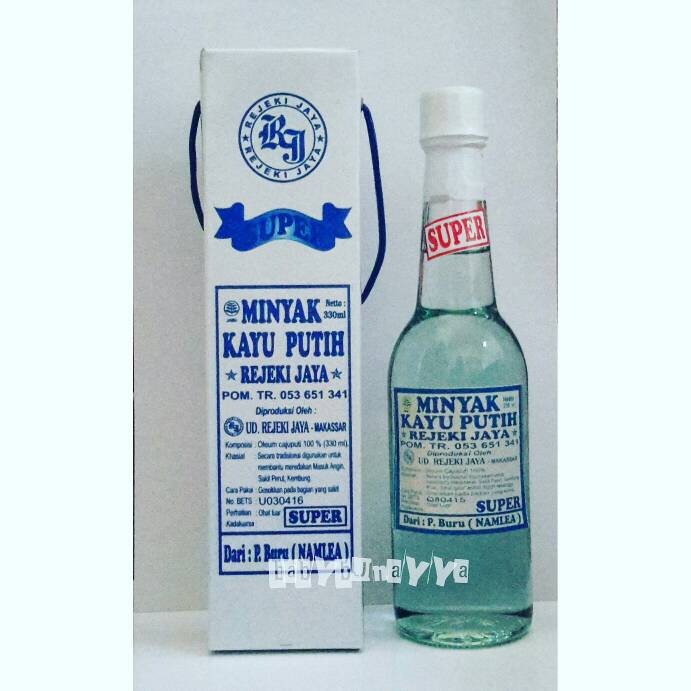 REJEKI JAYA
RJ
REJEKI JAYA
SUPER
MINYAK
Netto :
330ml
KAYU PUTIH
REJEKI JAYA
POM. TR. 053 651 341
Diproduksi Oleh :
UD. REJEKI JAYA - MAKASSAR
Komposisi : Oleum cajuputi 100 % (330 ml).
Khasiat Secara tradisional digunakan untuk
membantu meredakan Masuk Angin,
Sakit Perut, Kembung.
Cara Pakai Gosokkan pada bagian yang sakit
No. BETS U030416
Perhatian : Obat luar
Kadaluarsa
SUPER
Dari : P. Buru ( NAMLEA )
SUPER
MINYAK
KAYU PUTIH
REJEKI JAYA
POM. TR. 053 651 341
Diproduksi Oleh
UD. REJEKI JAYA - MAKASSAR
SUPER
Dari : P. Buru ( NAMLEA )
baby bunayya